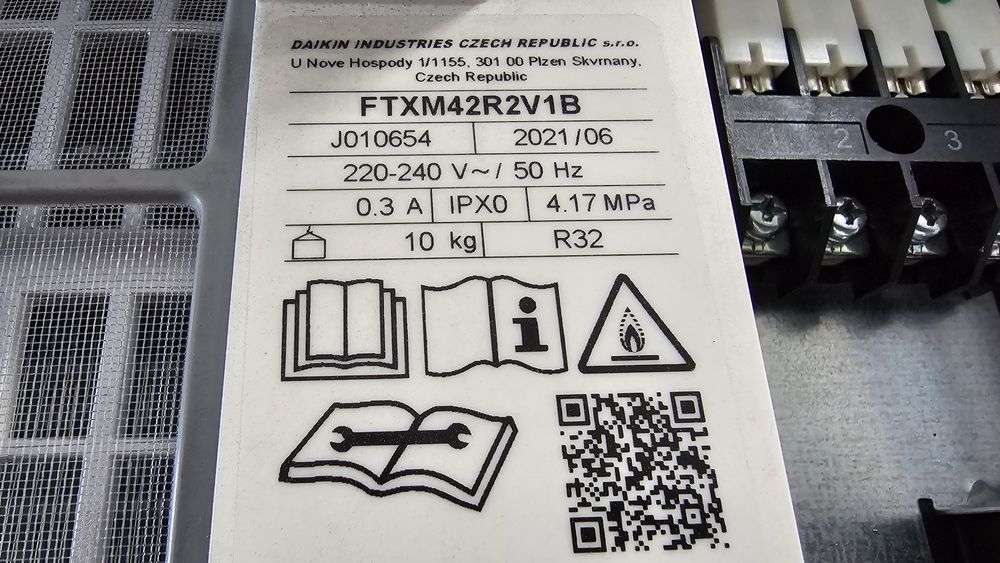 DAIKIN INDUSTRIES CZECH REPUBLIC s.r.o.
U Nove Hospody 1/1155, 301 00 Plzen Skvrnany,
Czech Republic
FTXM42R2V1B
J010654 2021/06
220-240 V~/ 50 Hz
0.3 A IPX0 4.17 MPa
10 kg R32
2 3